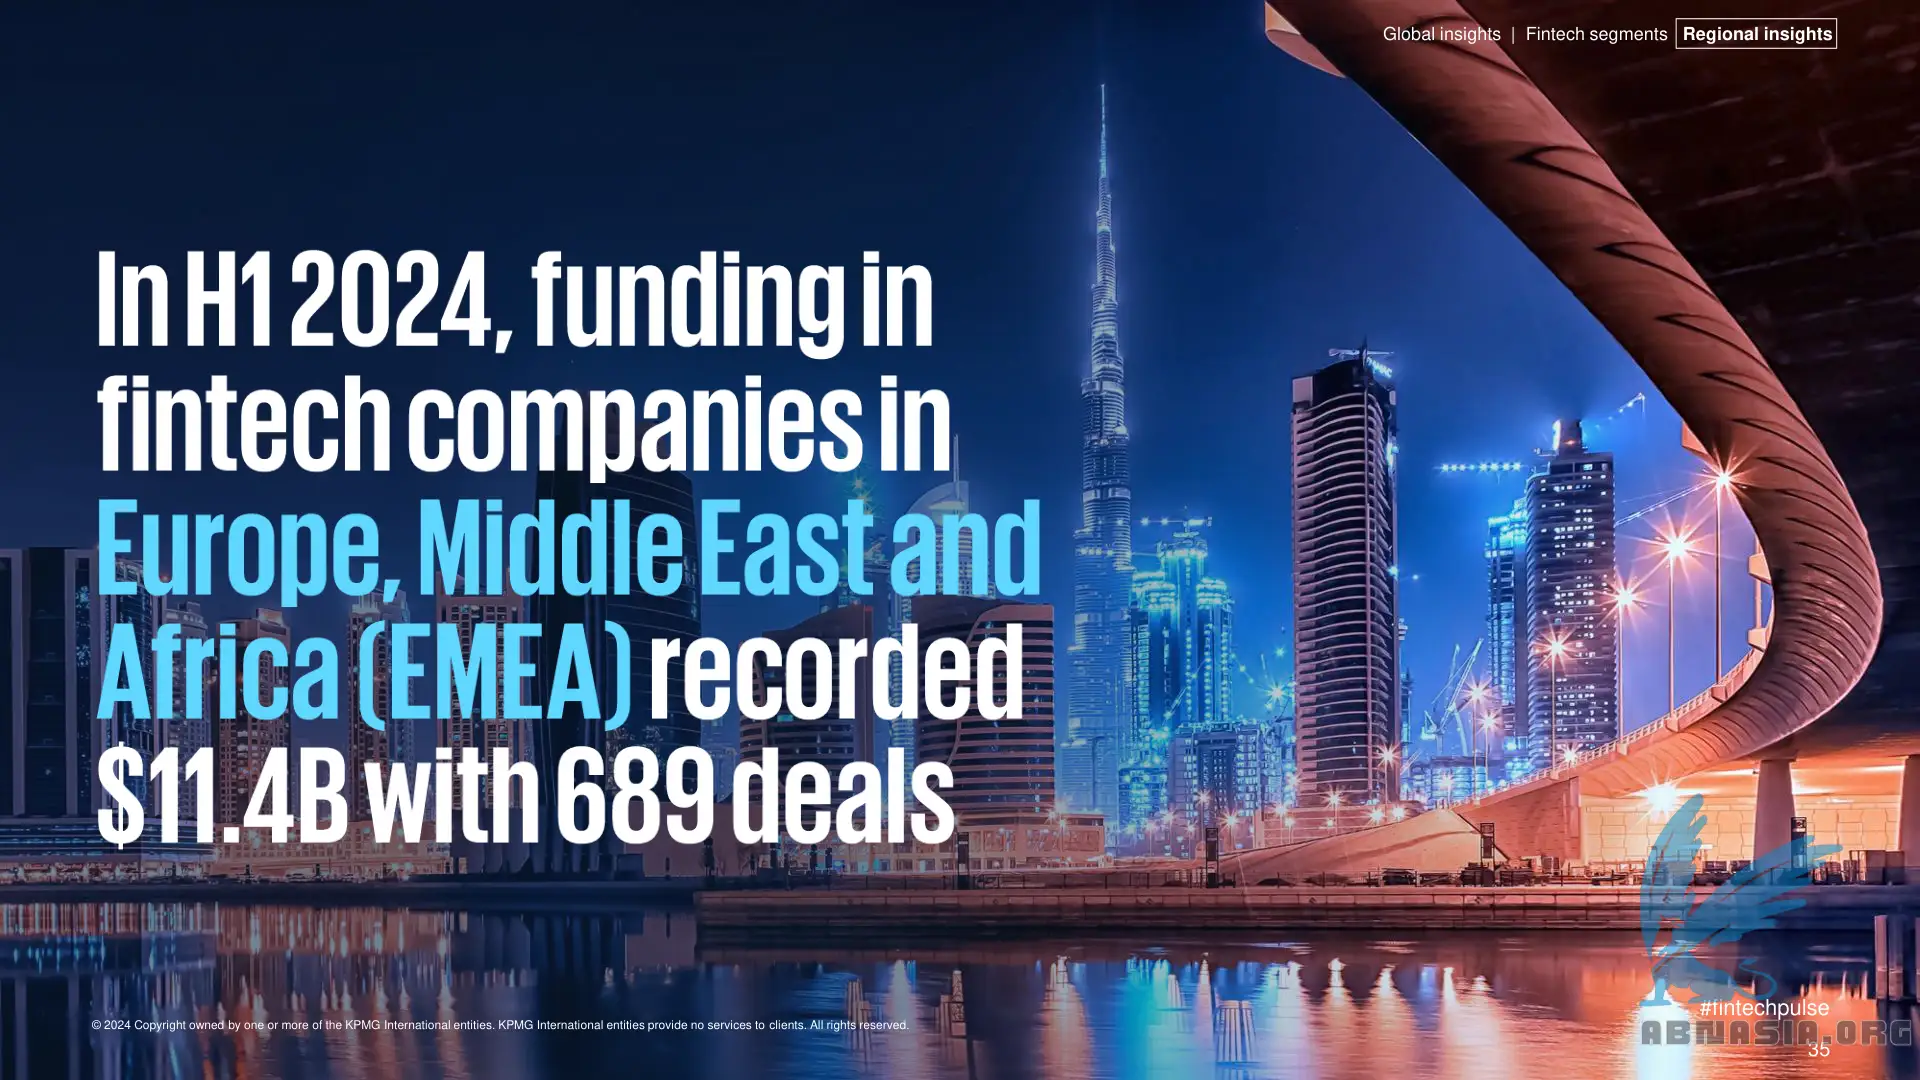 Global insights | Fintech segments Regional insights
In H1 2024, funding in
fintech companies in
Europe, Middle East and
Africa (EMEA) recorded
$11.4B with 689 deals
© 2024 Copyright owned by one or more of the KPMG International entities. KPMG International entities provide no services to clients. All rights reserved.
#fintechpulse
ABNASIA.ORG
35